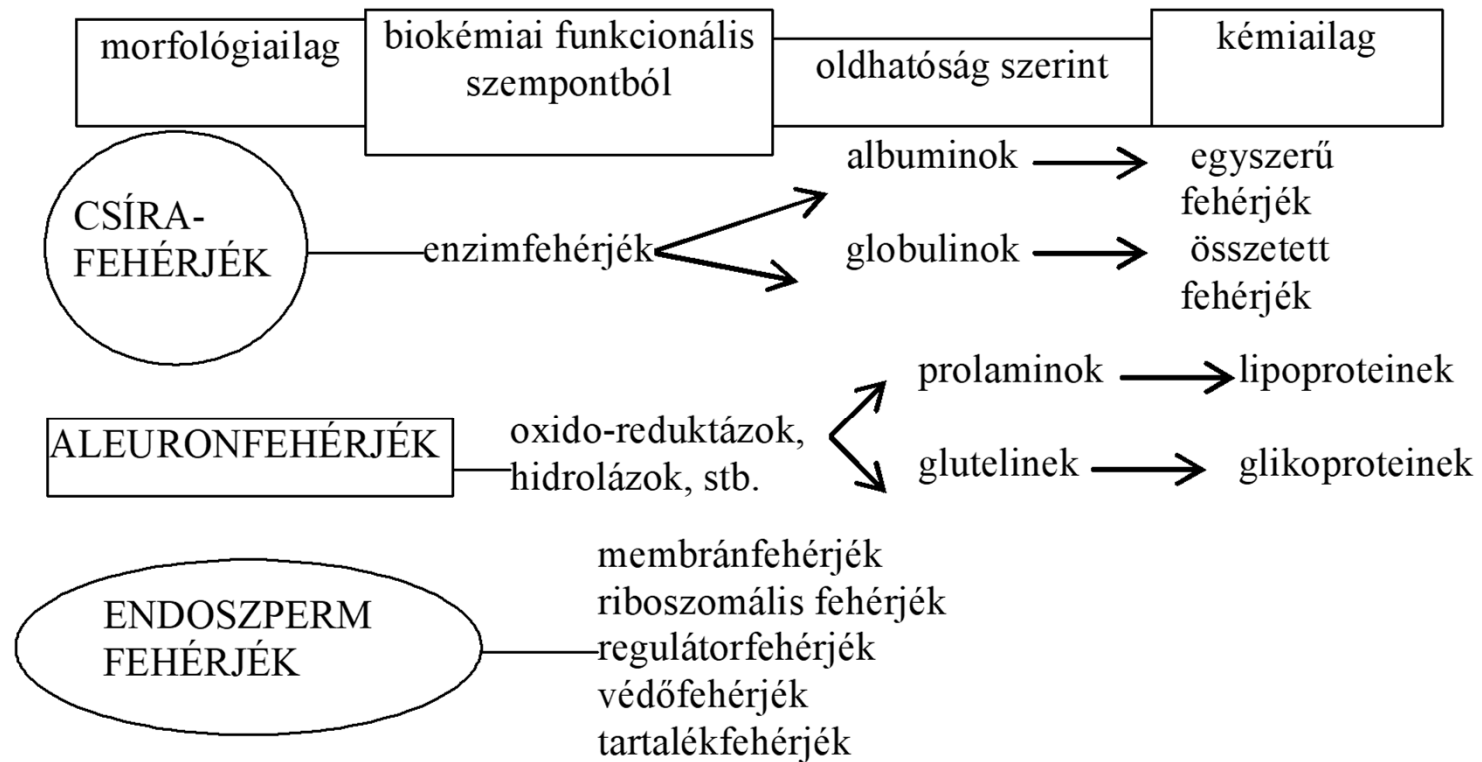 morfológiailag
biokémiai funkcionális
szempontból
oldhatóság szerint
kémiailag
CSÍRA-
FEHÉRJÉK
enzimfehérjék
albuminok
egyszerű
fehérjék
globulinok
összetett
fehérjék
ALEURONFEHÉRJÉK
oxido-reduktázok,
hidrolázok, stb.
prolaminok
lipoproteinek
glutelinek
glikoproteinek
ENDOSZPERM
FEHÉRJÉK
membránfehérjék
riboszomális fehérjék
regulátorfehérjék
védőfehérjék
tartalékfehérjék